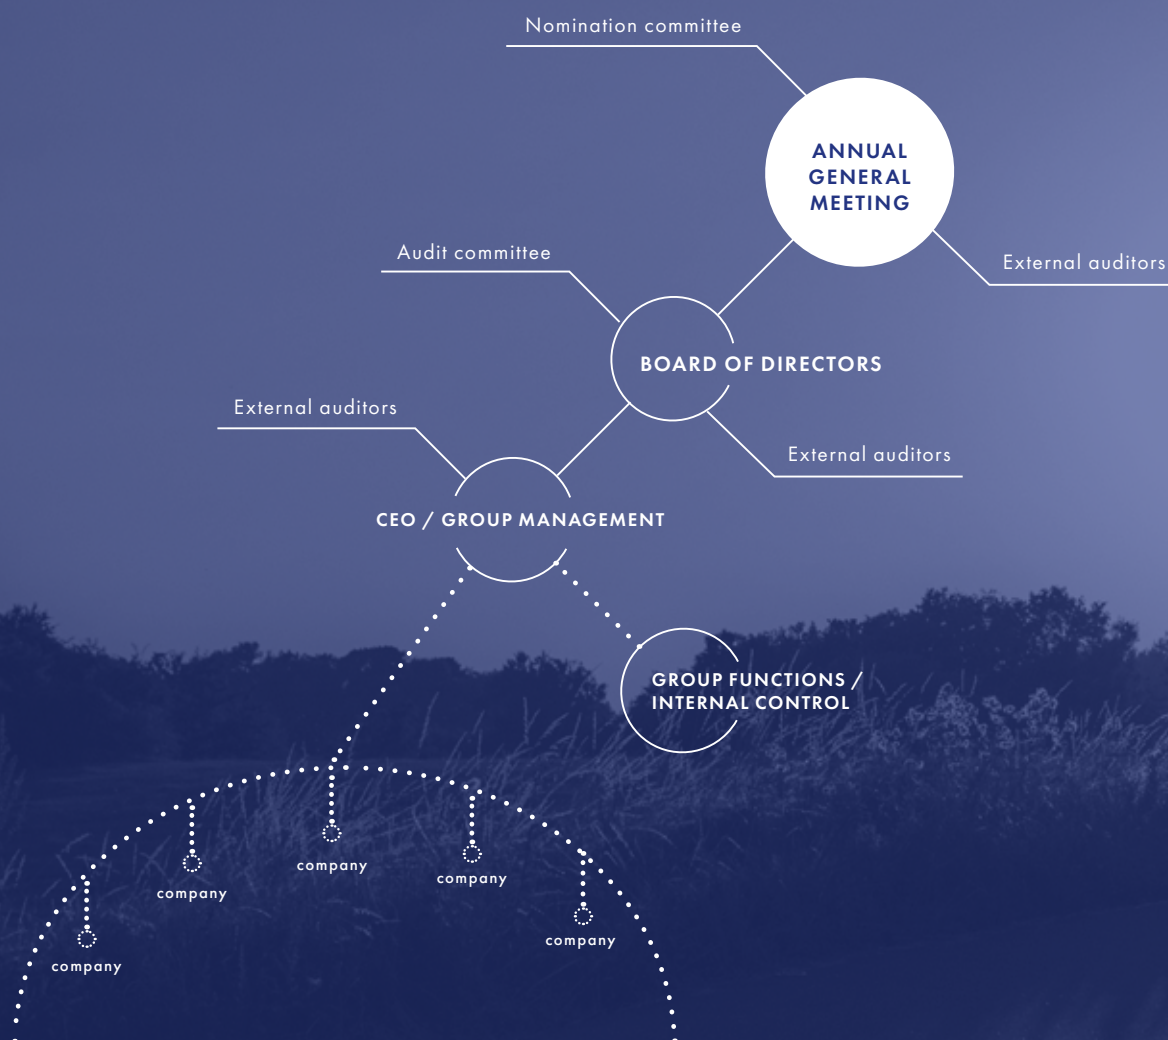 Nomination committee
ANNUAL
GENERAL
MEETING
Audit committee
External auditors
BOARD OF DIRECTORS
External auditors
External auditors
CEO / GROUP MANAGEMENT
GROUP FUNCTIONS /
INTERNAL CONTROL
company
company
company
company
company